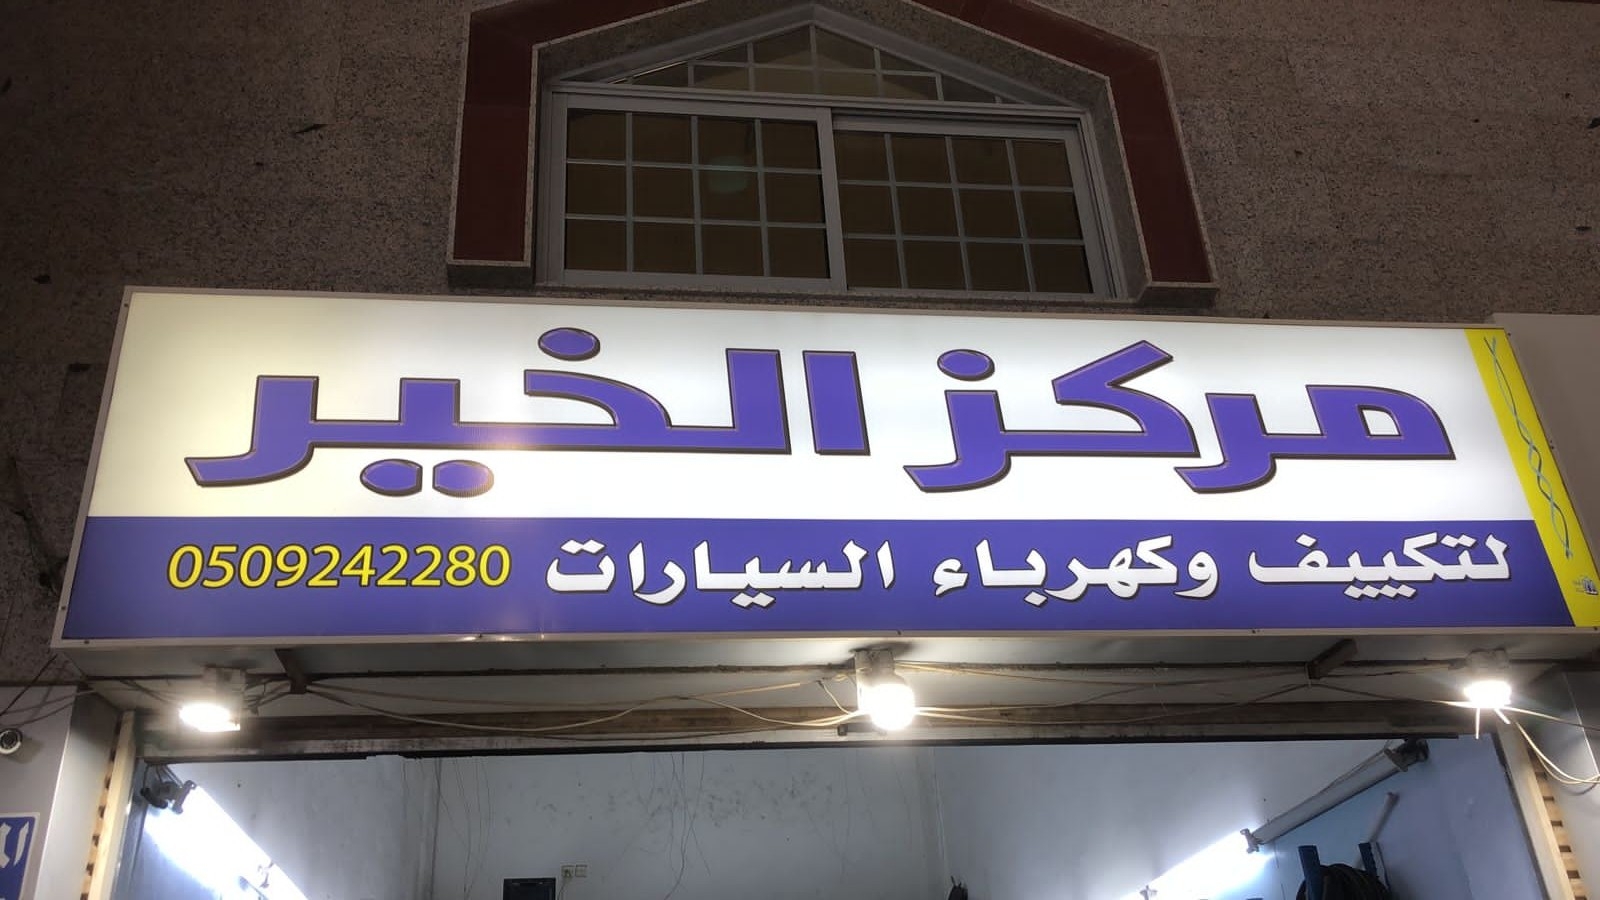 مركز الخير
لتكييف وكهرباء السيارات 0509242280